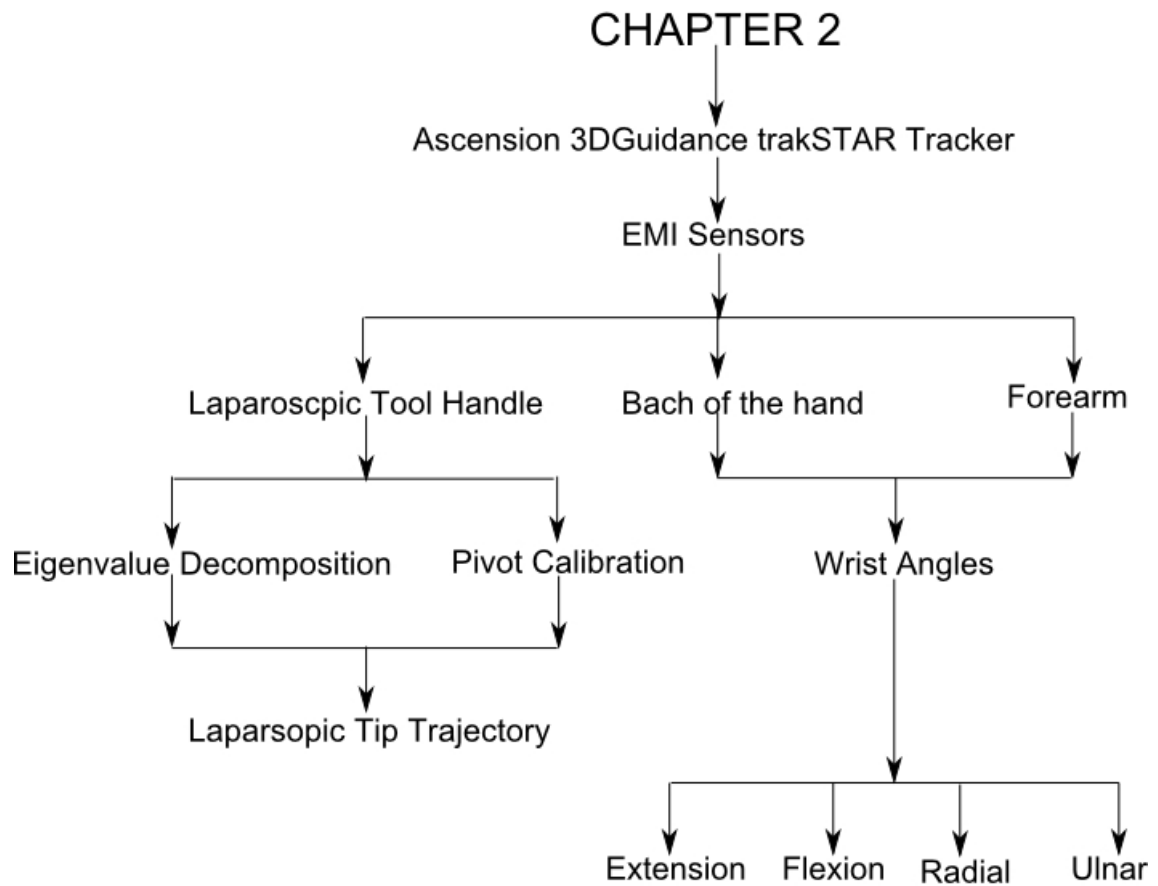 CHAPTER 2
Ascension 3DGuidance trakSTAR Tracker
EMI Sensors
Laparoscpic Tool Handle
Bach of the hand
Forearm
Eigenvalue Decomposition
Pivot Calibration
Wrist Angles
Laparsopic Tip Trajectory
Extension
Flexion
Radial
Ulnar